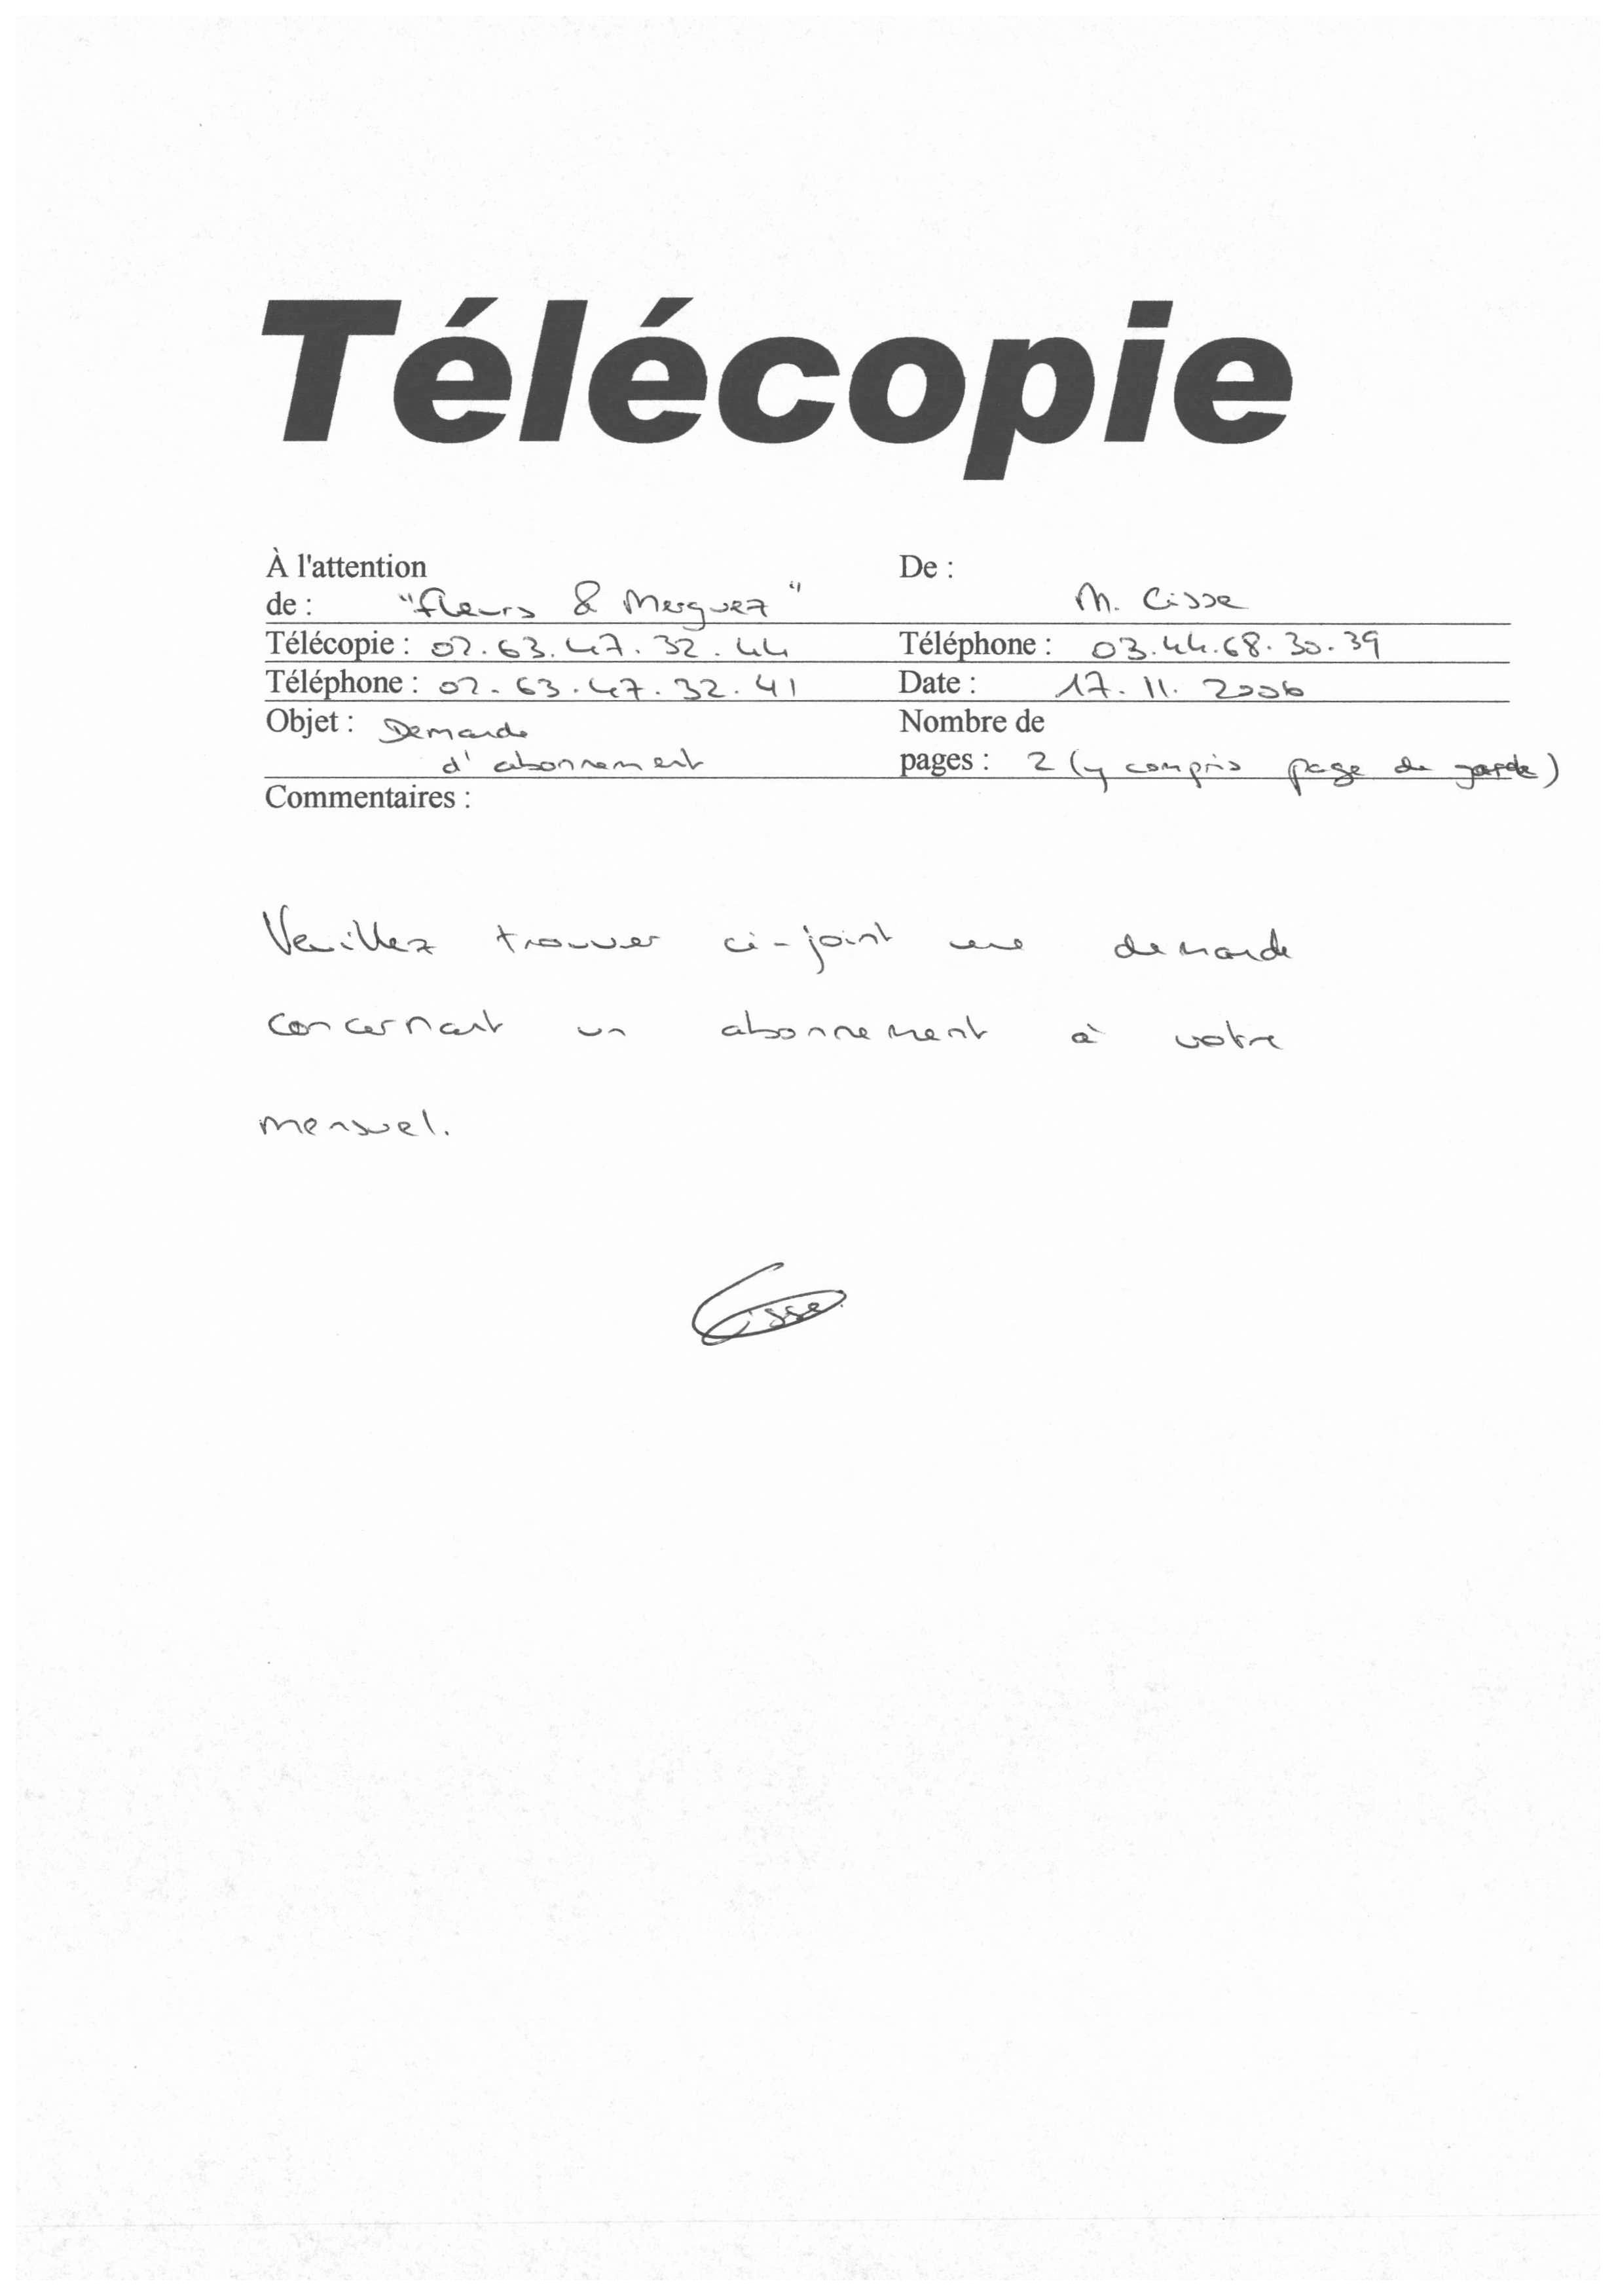 Télécopie
À l'attention De :
de : "fleurs & Merguez" M. Cisse
Télécopie : 02.63.47.32.44 Téléphone : 03.44.68.30.39
Téléphone : 02.63.47.32.41 Date : 17.11.2006
Objet : Demande Nombre de
d'abonnement pages : 2 (y compris page de garde)
Commentaires :
Veuillez trouver ci-joint une demande
concernant un abonnement à votre
mensuel.
Cisse